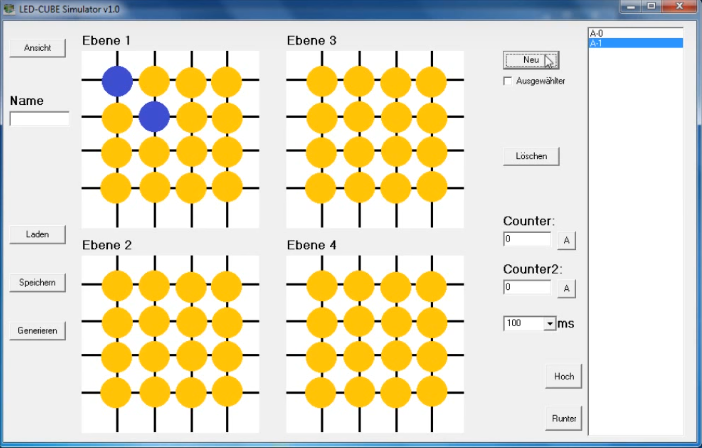 LED-CUBE Simulator v1.0
Ansicht
Ebene 1
Ebene 3
Neu
Ausgewählter
A-0
A-1
Name
Löschen
Laden
Counter:
0
A
Ebene 2
Ebene 4
Counter2:
0
A
Speichern
100
ms
Generieren
Hoch
Runter